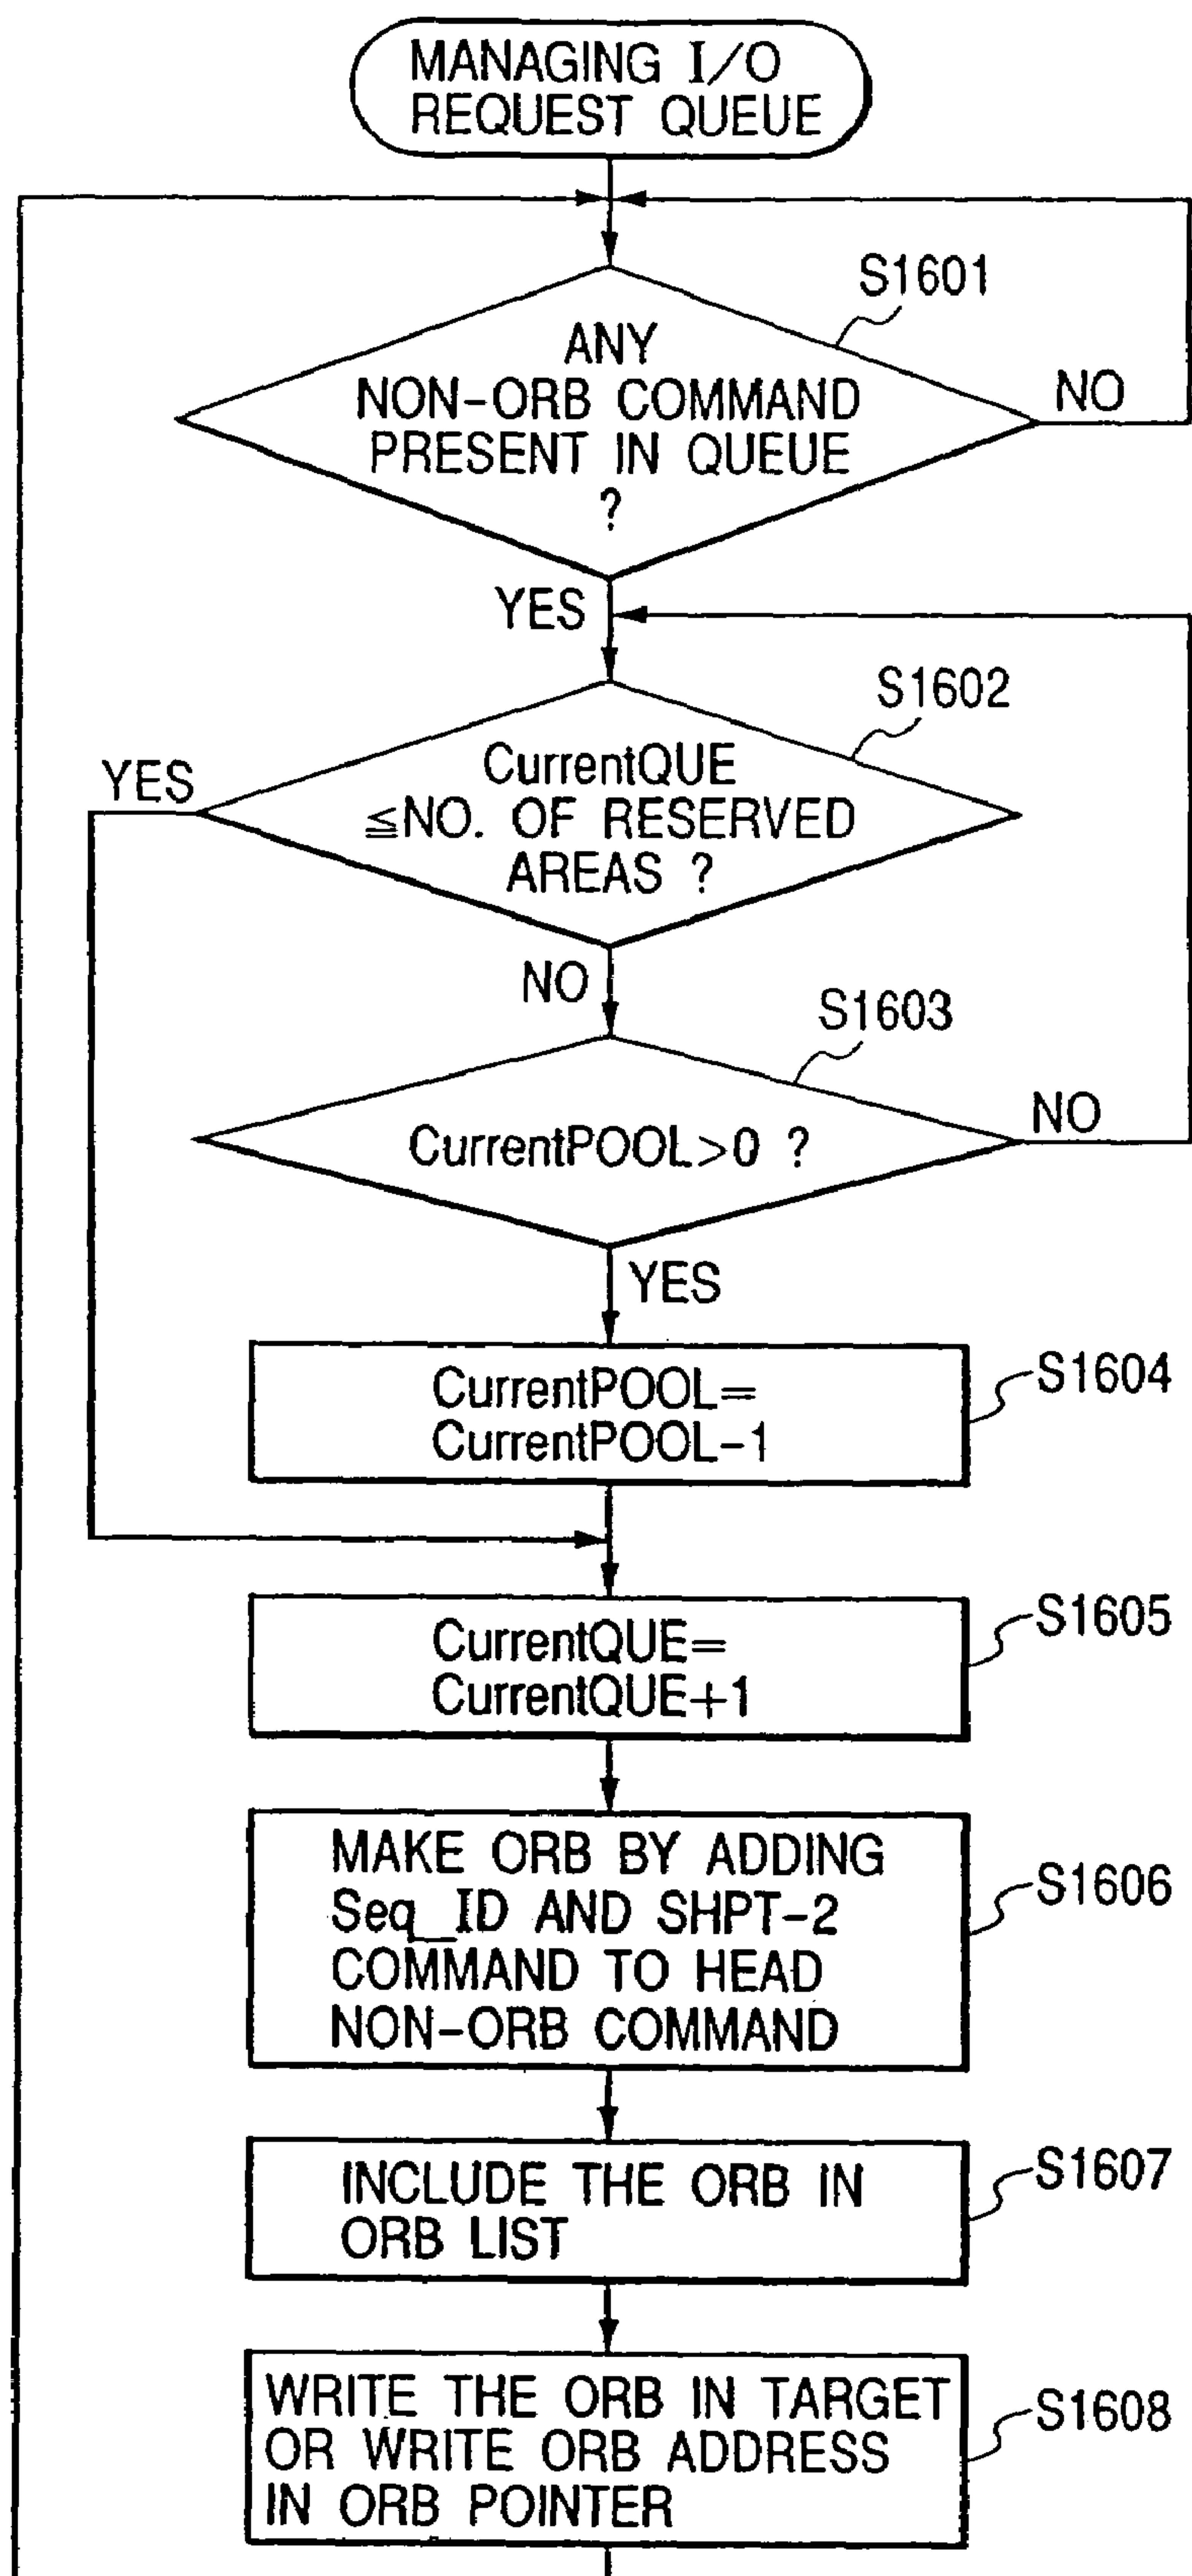 MANAGING I/O
REQUEST QUEUE
S1601
ANY
NON-ORB COMMAND
PRESENT IN QUEUE
?
NO
YES
S1602
YES
CurrentQUE
≦NO. OF RESERVED
AREAS ?
NO
S1603
CurrentPOOL>0 ?
NO
YES
CurrentPOOL=
CurrentPOOL-1
S1604
CurrentQUE=
CurrentQUE+1
S1605
MAKE ORB BY ADDING
Seq_ID AND SHPT-2
COMMAND TO HEAD
NON-ORB COMMAND
S1606
INCLUDE THE ORB IN
ORB LIST
S1607
WRITE THE ORB IN TARGET
OR WRITE ORB ADDRESS
IN ORB POINTER
S1608